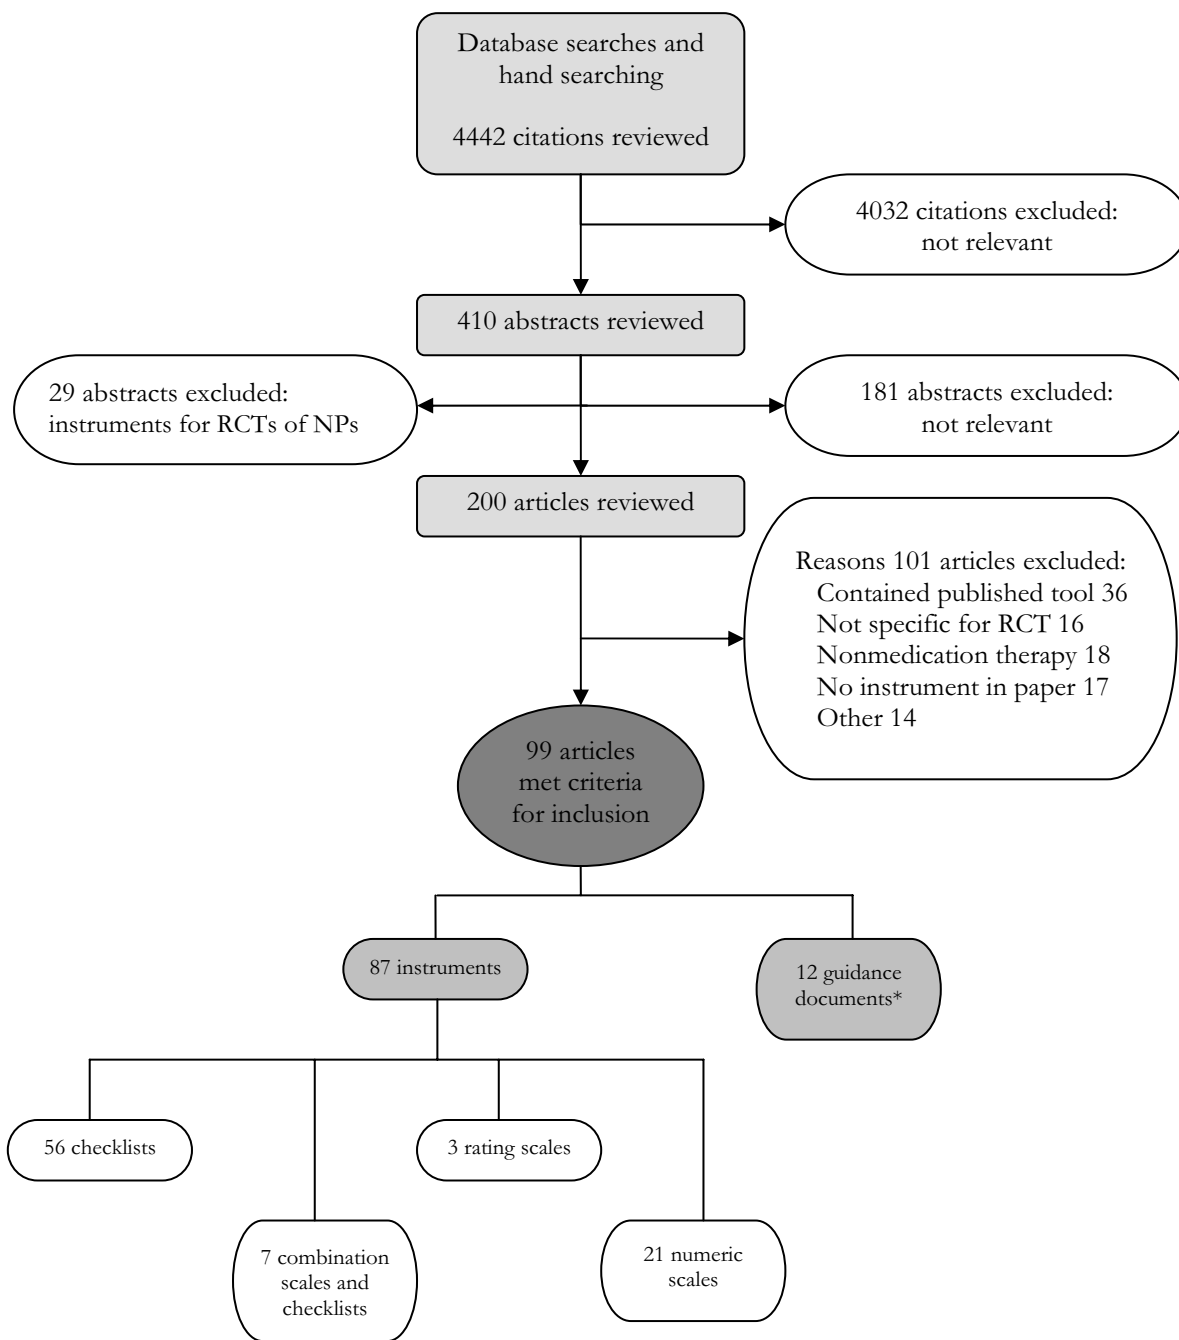 Database searches and
hand searching
4442 citations reviewed
4032 citations excluded:
not relevant
410 abstracts reviewed
29 abstracts excluded:
instruments for RCTs of NPs
181 abstracts excluded:
not relevant
200 articles reviewed
Reasons 101 articles excluded:
Contained published tool 36
Not specific for RCT 16
Nonmedication therapy 18
No instrument in paper 17
Other 14
99 articles
met criteria
for inclusion
87 instruments
12 guidance
documents*
56 checklists
3 rating scales
7 combination
scales and
checklists
21 numeric
scales